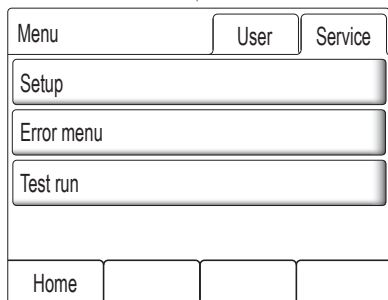 Menu User Service
Setup
Error menu
Test run
Home